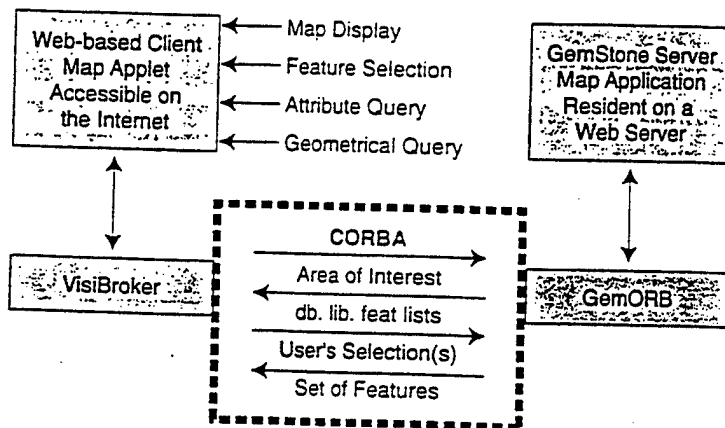 Web-based Client
Map Applet
Accessible on
the Internet
Map Display
Feature Selection
Attribute Query
Geometrical Query
GemStone Server
Map Application
Resident on a
Web Server
VisiBroker
CORBA
Area of Interest
db. lib. feat lists
User's Selection(s)
Set of Features
GemORB